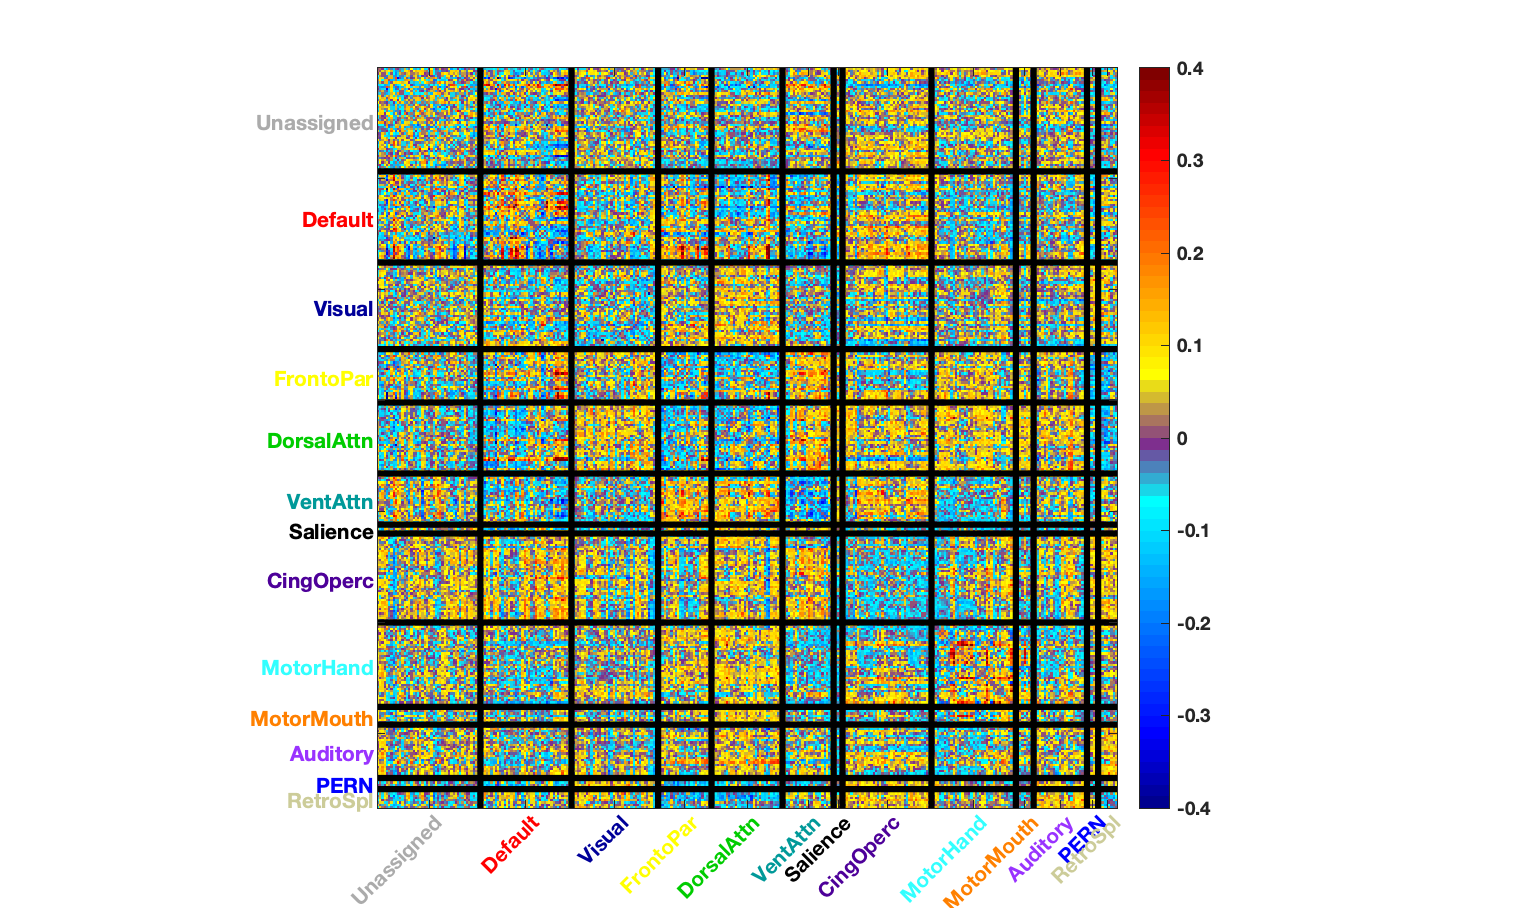 Unassigned
Default
Visual
FrontoPar
DorsalAttn
VentAttn
Salience
CingOperc
MotorHand
MotorMouth
Auditory
PERN
RetroSpl
Unassigned
Default
Visual
FrontoPar
DorsalAttn
VentAttn
Salience
CingOperc
MotorHand
MotorMouth
Auditory
PERN
RetroSpl
0.4
0.3
0.2
0.1
0
-0.1
-0.2
-0.3
-0.4